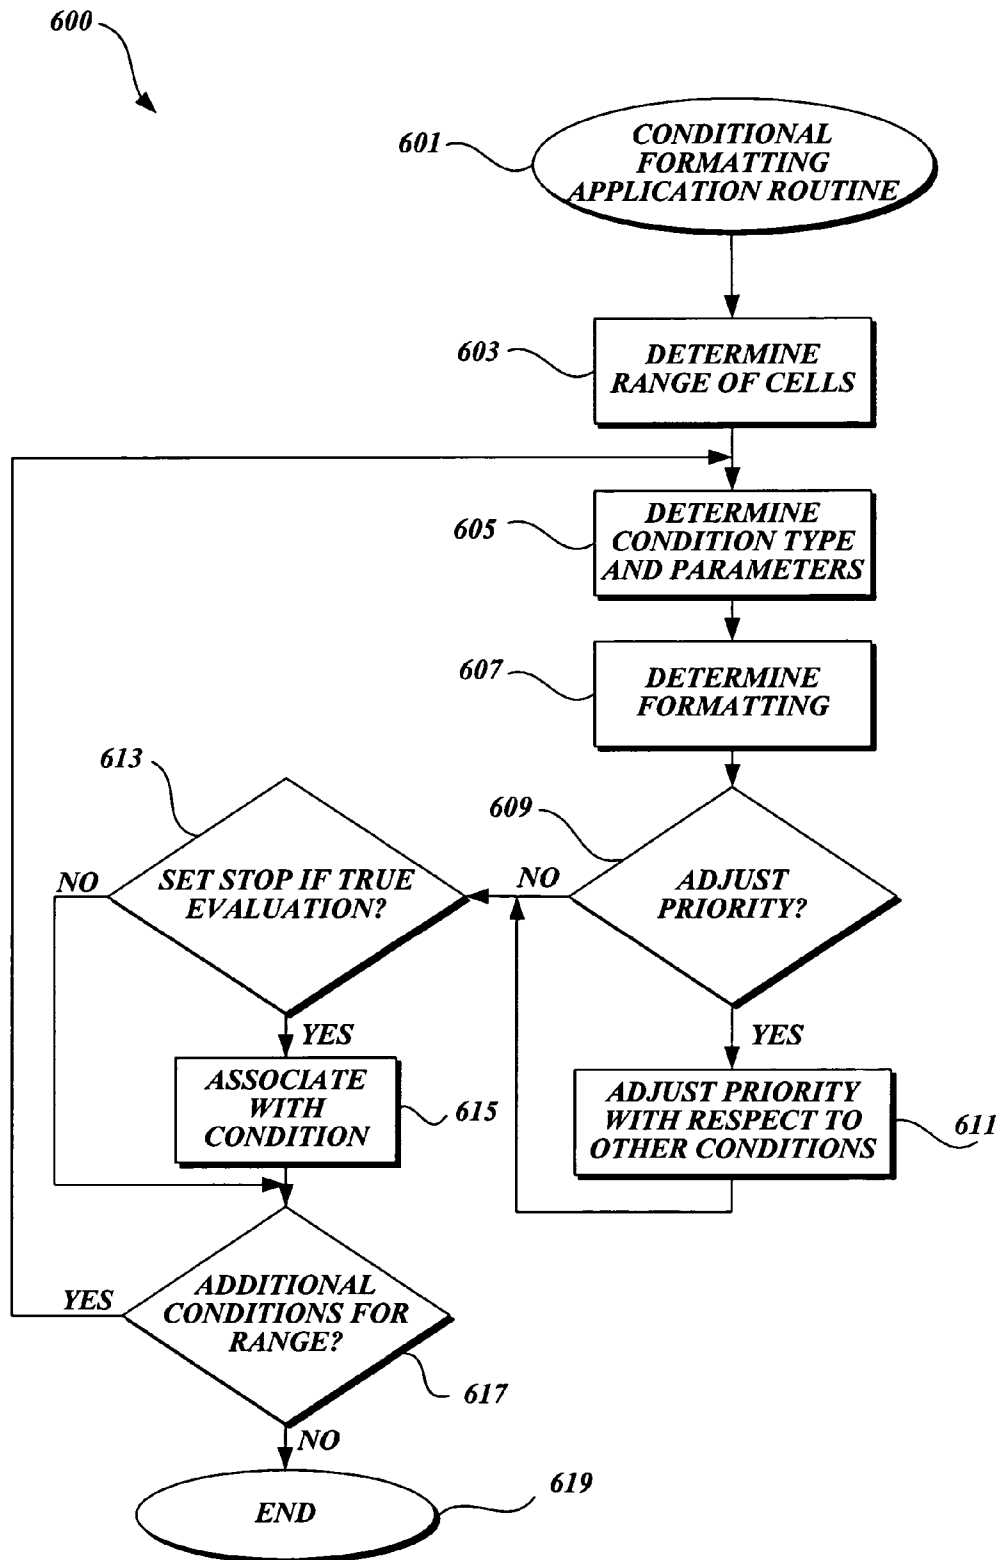 600
601
CONDITIONAL
FORMATTING
APPLICATION ROUTINE
603
DETERMINE
RANGE OF CELLS
605
DETERMINE
CONDITION TYPE
AND PARAMETERS
607
DETERMINE
FORMATTING
609
ADJUST
PRIORITY?
NO
YES
611
ADJUST PRIORITY
WITH RESPECT TO
OTHER CONDITIONS
613
SET STOP IF TRUE
EVALUATION?
NO
YES
615
ASSOCIATE
WITH
CONDITION
617
ADDITIONAL
CONDITIONS FOR
RANGE?
YES
NO
619
END